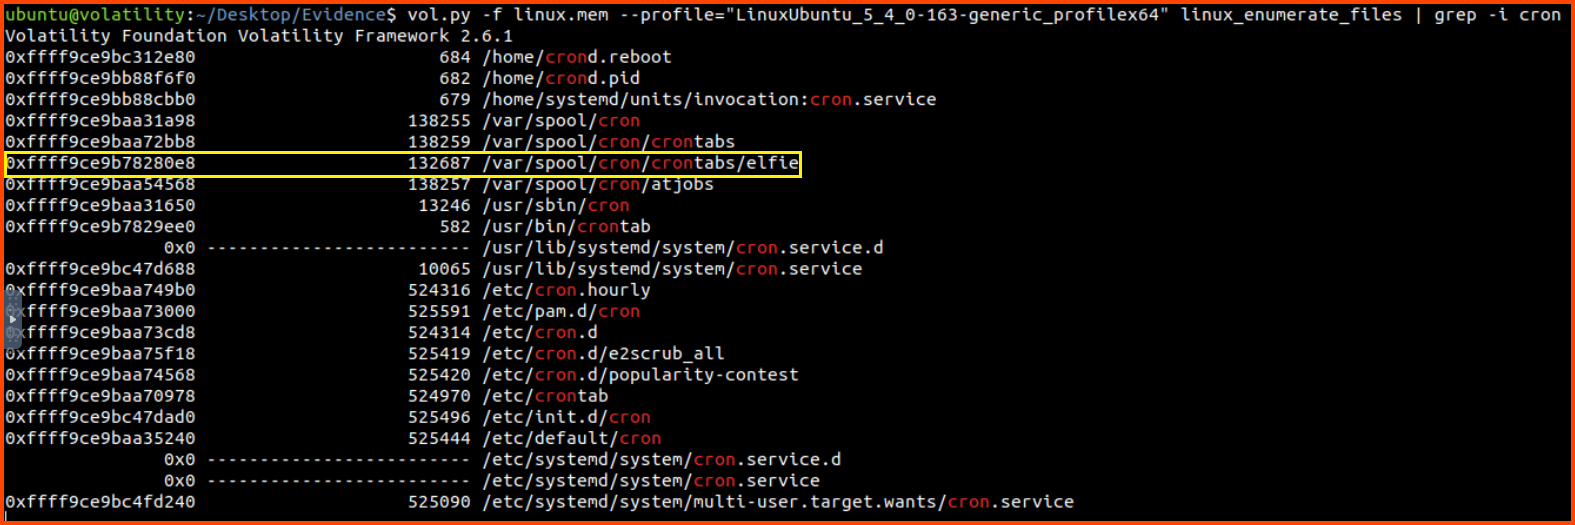 ubuntu@volatility:~/Desktop/Evidence$ vol.py -f linux.mem --profile="LinuxUbuntu_5_4_0-163-generic_profilex64" linux_enumerate_files | grep -i cron
Volatility Foundation Volatility Framework 2.6.1
0xffff9ce9bc312e80 684 /home/crond.reboot
0xffff9ce9bb88f6f0 682 /home/crond.pid
0xffff9ce9bb88cbb0 679 /home/systemd/units/invocation:cron.service
0xffff9ce9baa31a98 138255 /var/spool/cron
0xffff9ce9baa72bb8 138259 /var/spool/cron/crontabs
0xffff9ce9b78280e8 132687 /var/spool/cron/crontabs/elfie
0xffff9ce9baa54568 138257 /var/spool/cron/atjobs
0xffff9ce9baa31650 13246 /usr/sbin/cron
0xffff9ce9b7829ee0 582 /usr/bin/crontab
0x0 ------------------------- /usr/lib/systemd/system/cron.service.d
0xffff9ce9bc47d688 10065 /usr/lib/systemd/system/cron.service
0xffff9ce9baa749b0 524316 /etc/cron.hourly
0xffff9ce9baa73000 525591 /etc/pam.d/cron
0xffff9ce9baa73cd8 524314 /etc/cron.d
0xffff9ce9baa75f18 525419 /etc/cron.d/e2scrub_all
0xffff9ce9baa74568 525420 /etc/cron.d/popularity-contest
0xffff9ce9baa70978 524970 /etc/crontab
0xffff9ce9bc47dad0 525496 /etc/init.d/cron
0xffff9ce9baa35240 525444 /etc/default/cron
0x0 ------------------------- /etc/systemd/system/cron.service.d
0x0 ------------------------- /etc/systemd/system/cron.service
0xffff9ce9bc4fd240 525090 /etc/systemd/system/multi-user.target.wants/cron.service